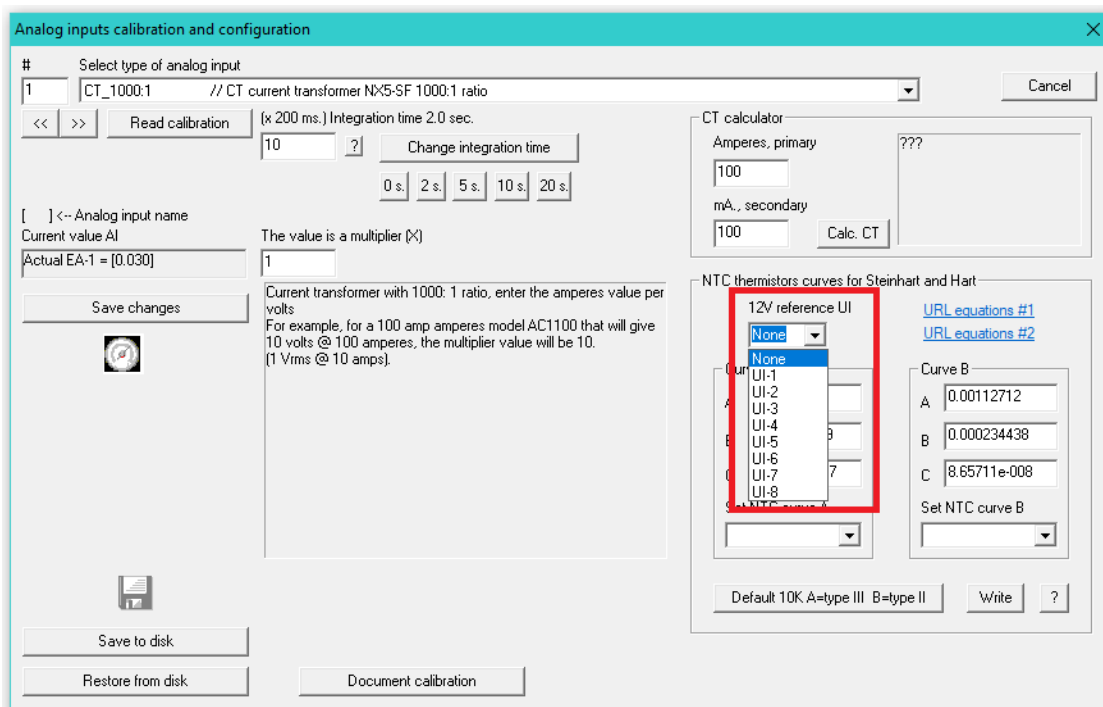 Analog inputs calibration and configuration
# Select type of analog input
1 CT_1000:1 // CT current transformer NX5-SF 1000:1 ratio
Cancel
<< >> Read calibration
(x 200 ms.) Integration time 2.0 sec.
10 ? Change integration time
0 s. 2 s. 5 s. 10 s. 20 s.
[ ] <-- Analog input name
Current value AI
Actual EA-1 = [0.030]
The value is a multiplier (X)
1
Save changes
Current transformer with 1000: 1 ratio, enter the amperes value per
volts
For example, for a 100 amp amperes model AC1100 that will give
10 volts @ 100 amperes, the multiplier value will be 10.
(1 Vrms @ 10 amps).
Save to disk
Restore from disk
Document calibration
CT calculator
Amperes, primary
100
mA., secondary
100
Calc. CT
???
NTC thermistors curves for Steinhart and Hart
12V reference UI
None
URL equations #1
URL equations #2
None
UI-1
UI-2
UI-3
UI-4
UI-5
UI-6
UI-7
UI-8
7
Set NTC curve A
Curve B
A 0.00112712
B 0.000234438
C 8.65711e-008
Set NTC curve B
Default 10K A=type III B=type II
Write
?